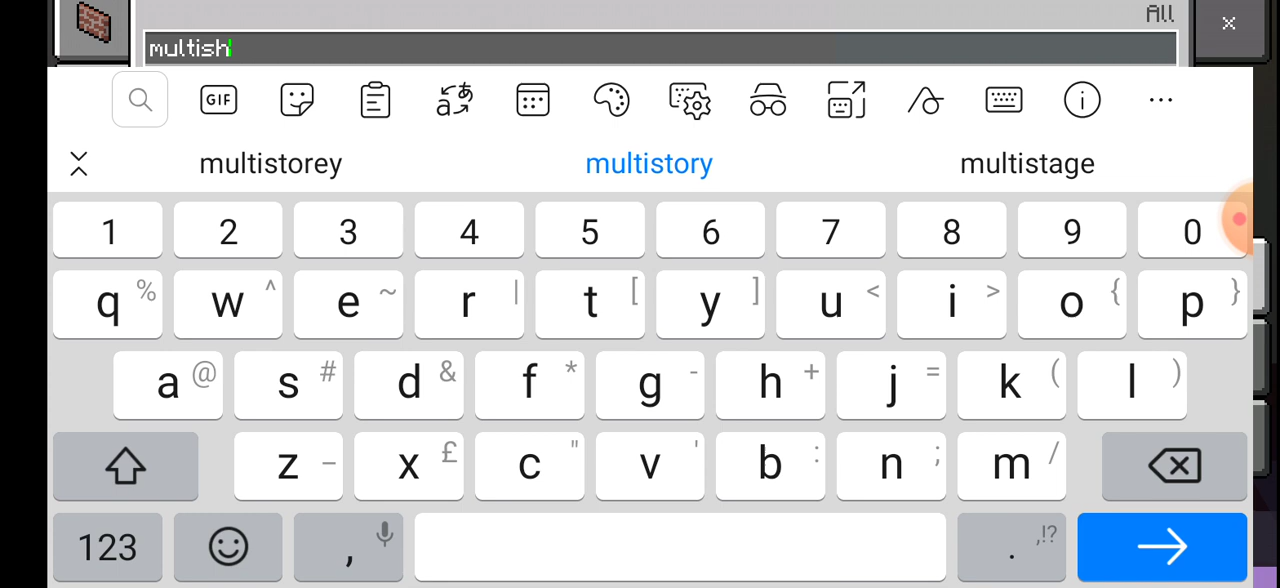 All
multish
GIF
multistorey multistory multistage
1 2 3 4 5 6 7 8 9 0
q % w ^ e ~ r | t [ y ] u < i > o { p }
a @ s # d & f * g - h + j = k ( l )
z _ x £ c " v ' b : n ; m /
123 , . ,!?